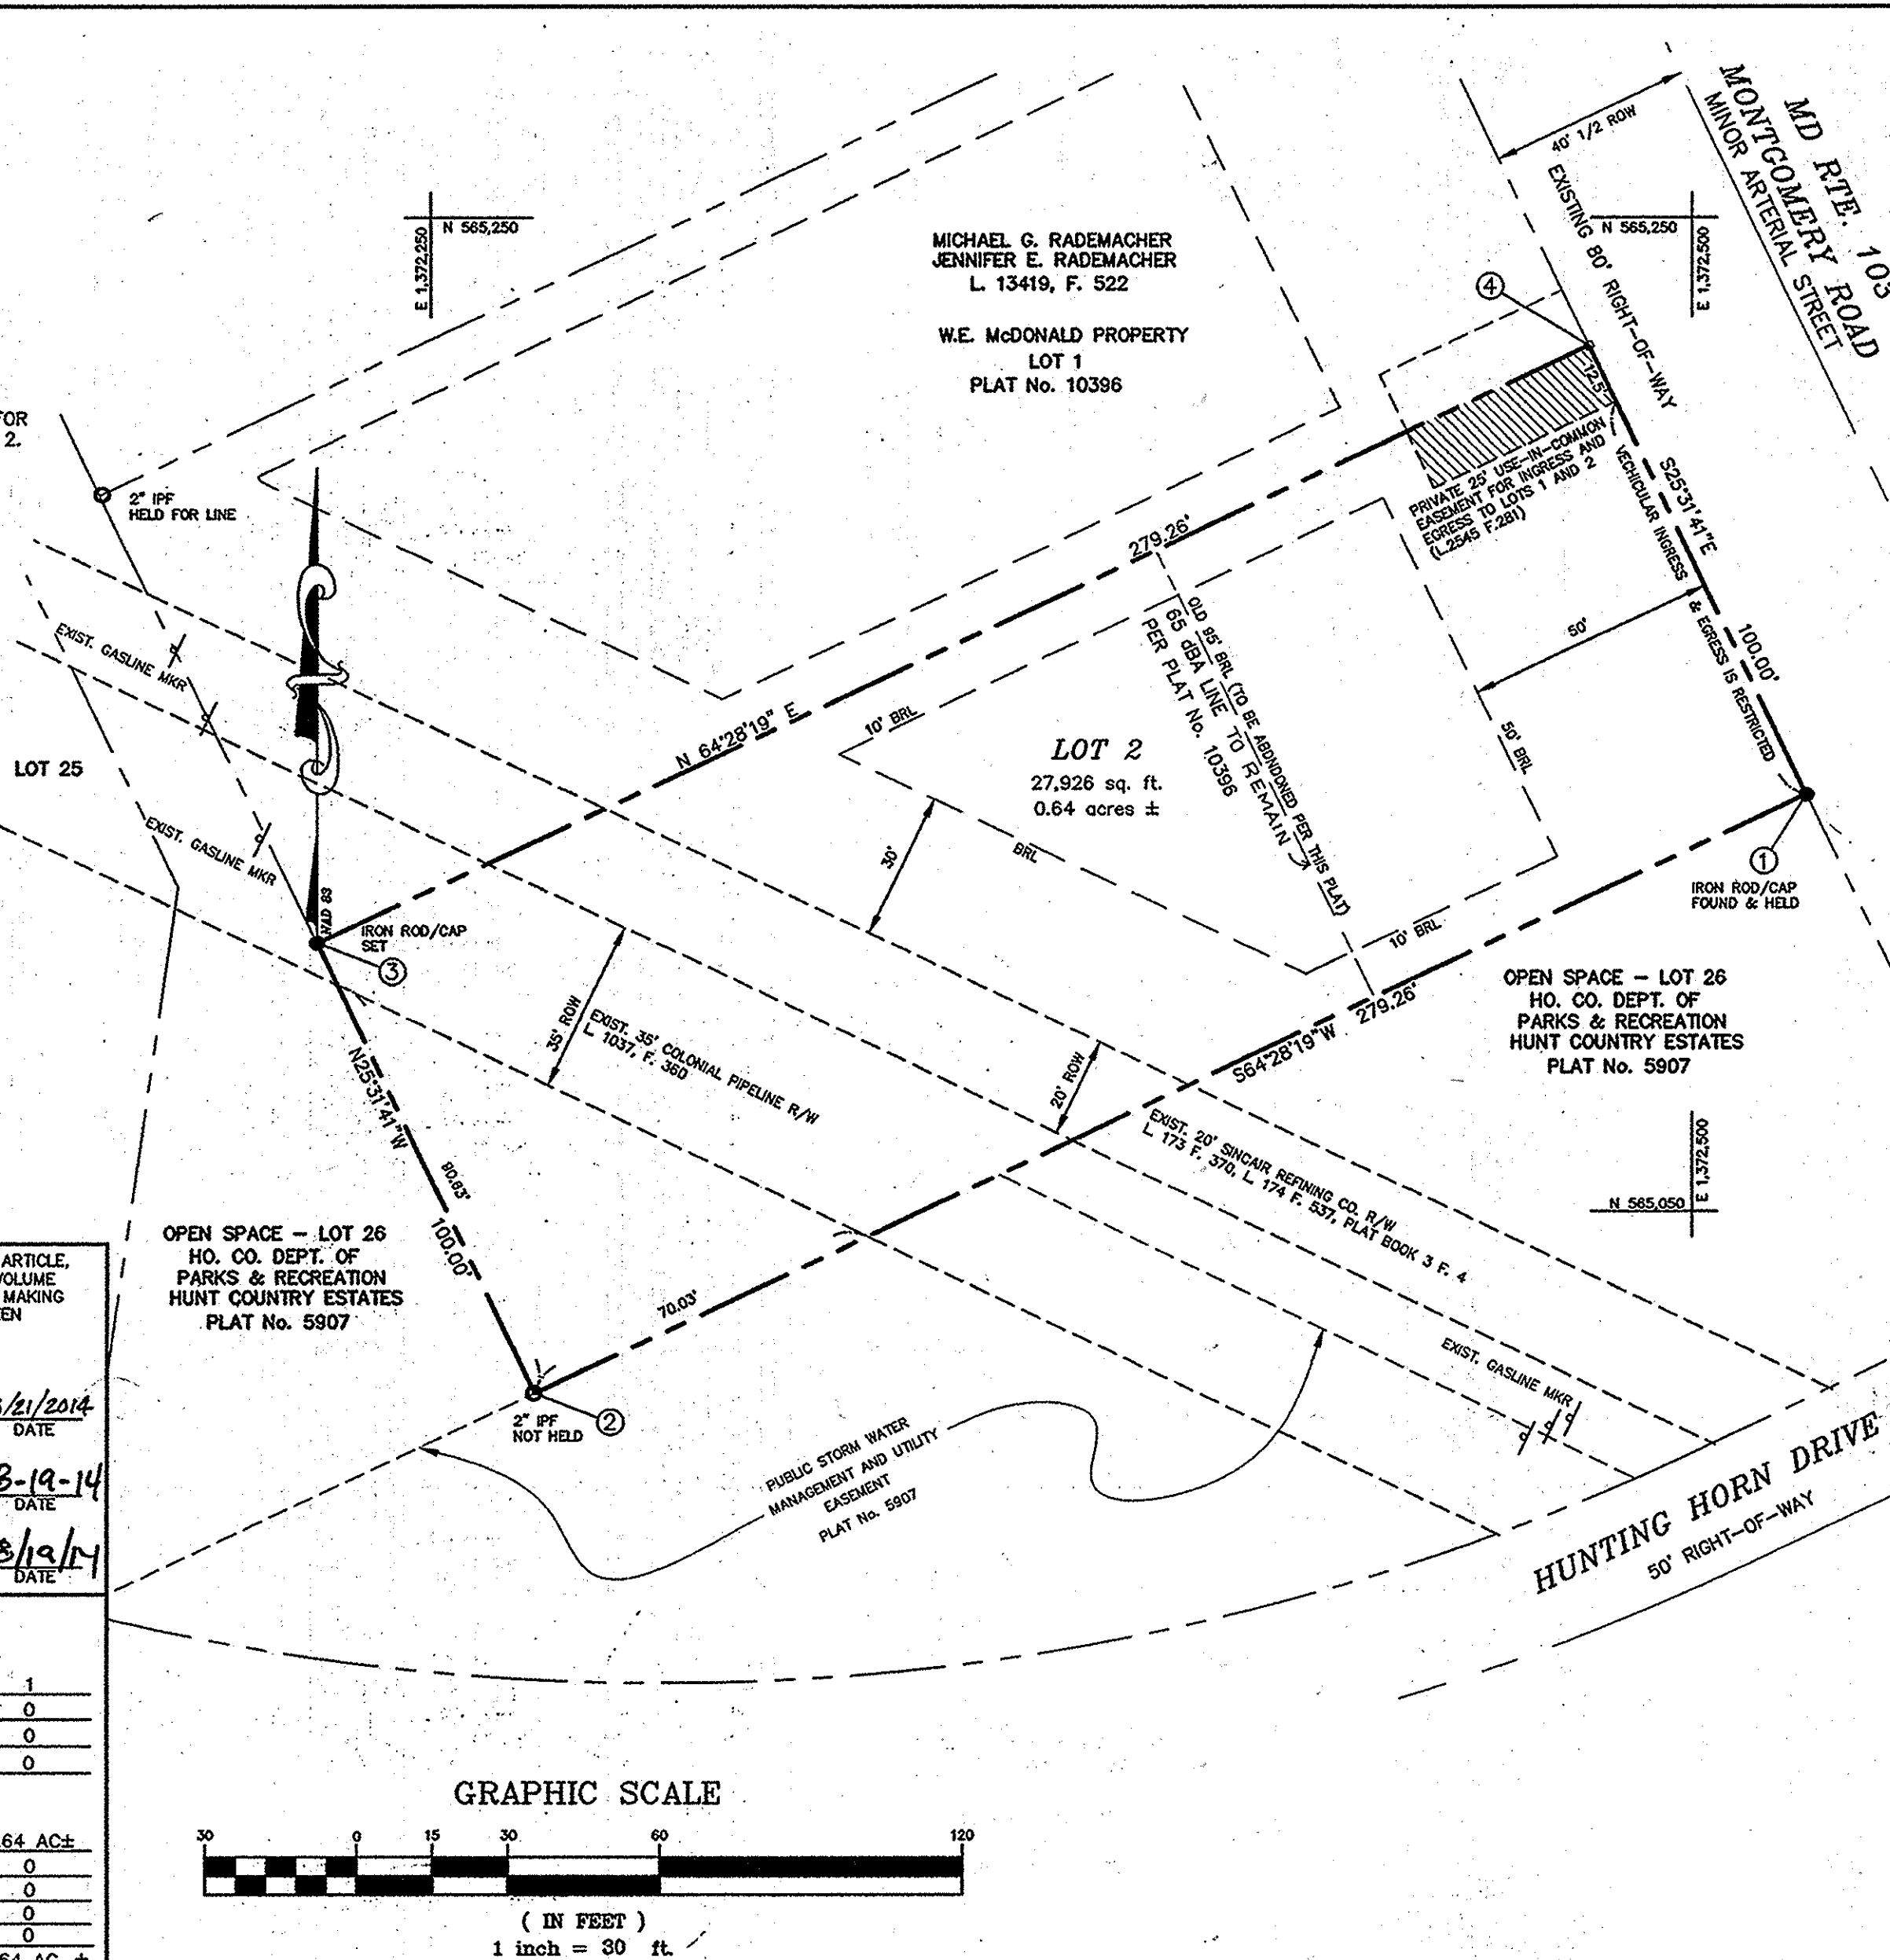 MD RTE. 103
MONTGOMERY ROAD
MINOR ARTERIAL STREET
40' 1/2 ROW
EXISTING 80' RIGHT-OF-WAY
N 565,250
E 1,372,250
N 565,250
E 1,372,500
MICHAEL G. RADEMACHER
JENNIFER E. RADEMACHER
L. 13419, F. 522
W.E. McDONALD PROPERTY
LOT 1
PLAT No. 10396
4
12.5'
FOR
2.
2" IPF
HELD FOR LINE
PRIVATE 25' USE-IN-COMMON
EASEMENT FOR INGRESS AND
EGRESS TO LOTS 1 AND 2
(L.2545 F.281)
S25°31'41"E
100.00'
VECHICULAR INGRESS & EGRESS IS RESTRICTED
279.26'
N 64°28'19" E
EXIST. GASLINE MKR
LOT 25
EXIST. GASLINE MKR
NAD 83
10' BRL
LOT 2
27,926 sq. ft.
0.64 acres ±
OLD 95' BRL (TO BE ABDNDONED PER THIS PLAT)
65 dBA LINE TO REMAIN
PER PLAT No. 10396
50'
50' BRL
30'
BRL
10' BRL
1
IRON ROD/CAP
FOUND & HELD
IRON ROD/CAP
SET
3
35' ROW
EXIST. 35' COLONIAL PIPELINE R/W
L. 1037, F. 360
279.26'
S64°28'19"W
OPEN SPACE - LOT 26
HO. CO. DEPT. OF
PARKS & RECREATION
HUNT COUNTRY ESTATES
PLAT No. 5907
20' ROW
EXIST. 20' SINCAIR REFINING CO. R/W
L. 173 F. 370, L. 174 F. 537, PLAT BOOK 3 F. 4
N 565,050
E 1,372,500
N25°31'41"W
80.83'
100.00'
OPEN SPACE - LOT 26
HO. CO. DEPT. OF
PARKS & RECREATION
HUNT COUNTRY ESTATES
PLAT No. 5907
70.03'
2" IPF
NOT HELD
2
EXIST. GASLINE MKR
PUBLIC STORM WATER
MANAGEMENT AND UTILITY
EASEMENT
PLAT No. 5907
HUNTING HORN DRIVE
50' RIGHT-OF-WAY
ARTICLE,
VOLUME
MAKING
EEN
/21/2014
DATE
8-19-14
DATE
8/19/14
DATE
1
0
0
0
.64 AC±
0
0
0
0
.64 AC ±
GRAPHIC SCALE
30 0 15 30 60 120
( IN FEET )
1 inch = 30 ft.